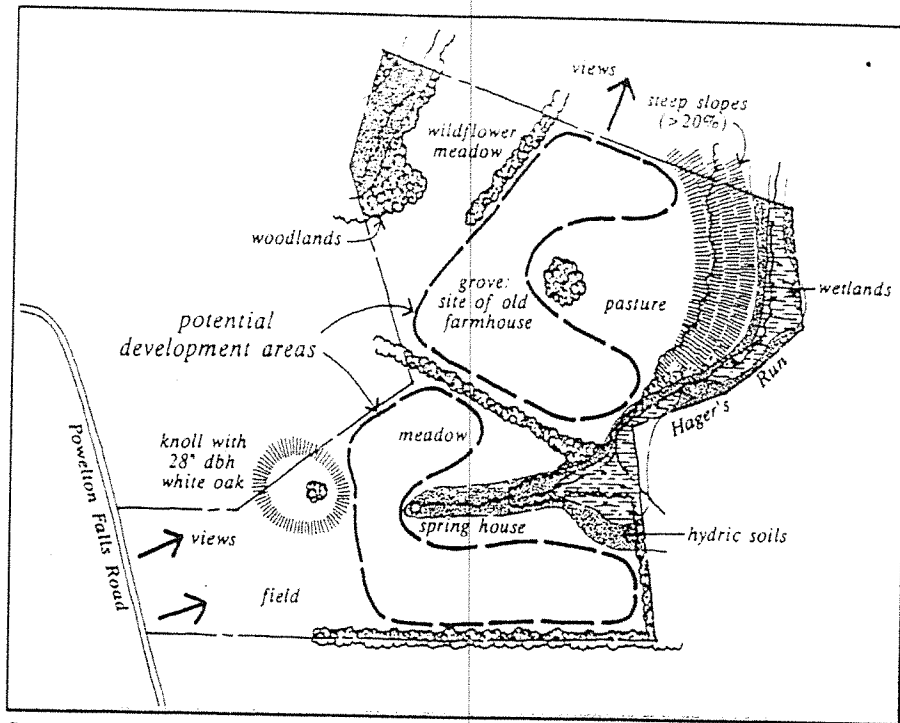 views
steep slopes
(>20%)
wildflower
meadow
woodlands
grove:
site of old
farmhouse
pasture
wetlands
potential
development areas
Hager's Run
meadow
knoll with
28" dbh
white oak
Powelton Falls Road
views
spring house
hydric soils
field